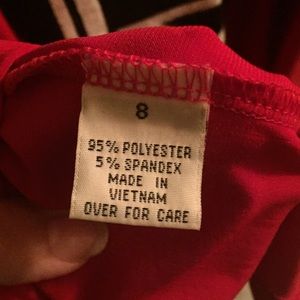 8
95% POLYESTER
5% SPANDEX
MADE IN
VIETNAM
OVER FOR CARE